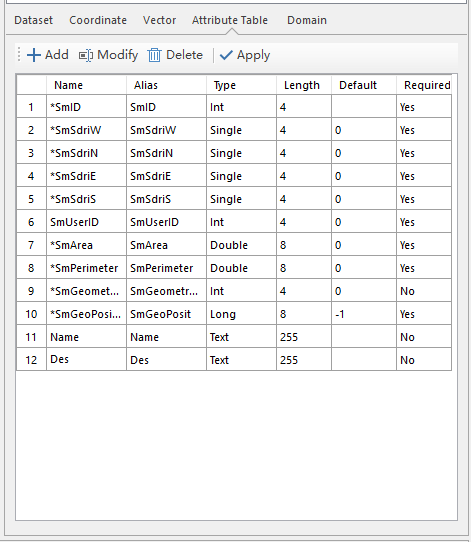 Dataset Coordinate Vector Attribute Table Domain
Add Modify Delete Apply
Name Alias Type Length Default Required
1 *SmID SmID Int 4 Yes
2 *SmSdriW SmSdriW Single 4 0 Yes
3 *SmSdriN SmSdriN Single 4 0 Yes
4 *SmSdriE SmSdriE Single 4 0 Yes
5 *SmSdriS SmSdriS Single 4 0 Yes
6 SmUserID SmUserID Int 4 0 Yes
7 *SmArea SmArea Double 8 0 Yes
8 *SmPerimeter SmPerimeter Double 8 0 Yes
9 *SmGeomet... SmGeometr... Int 4 0 No
10 *SmGeoPosi... SmGeoPosit Long 8 -1 Yes
11 Name Name Text 255 No
12 Des Des Text 255 No